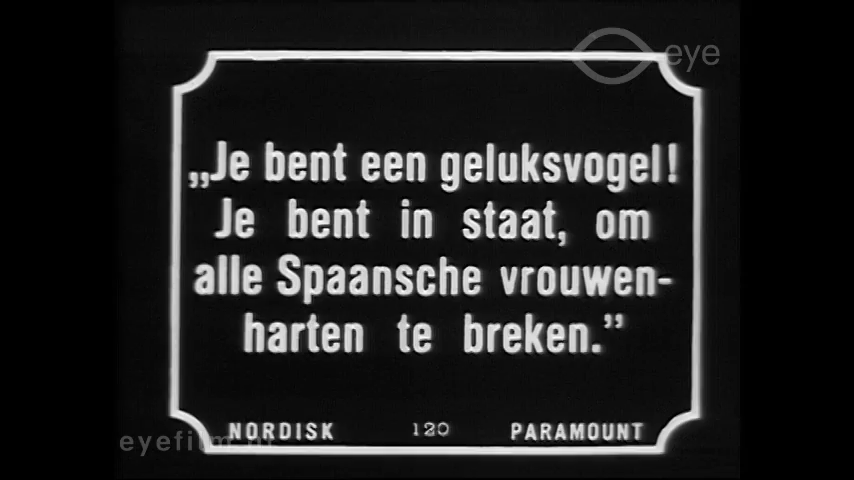 eye
„Je bent een geluksvogel!
Je bent in staat, om
alle Spaansche vrouwen-
harten te breken.”
NORDISK 120 PARAMOUNT
eyefilm.nl